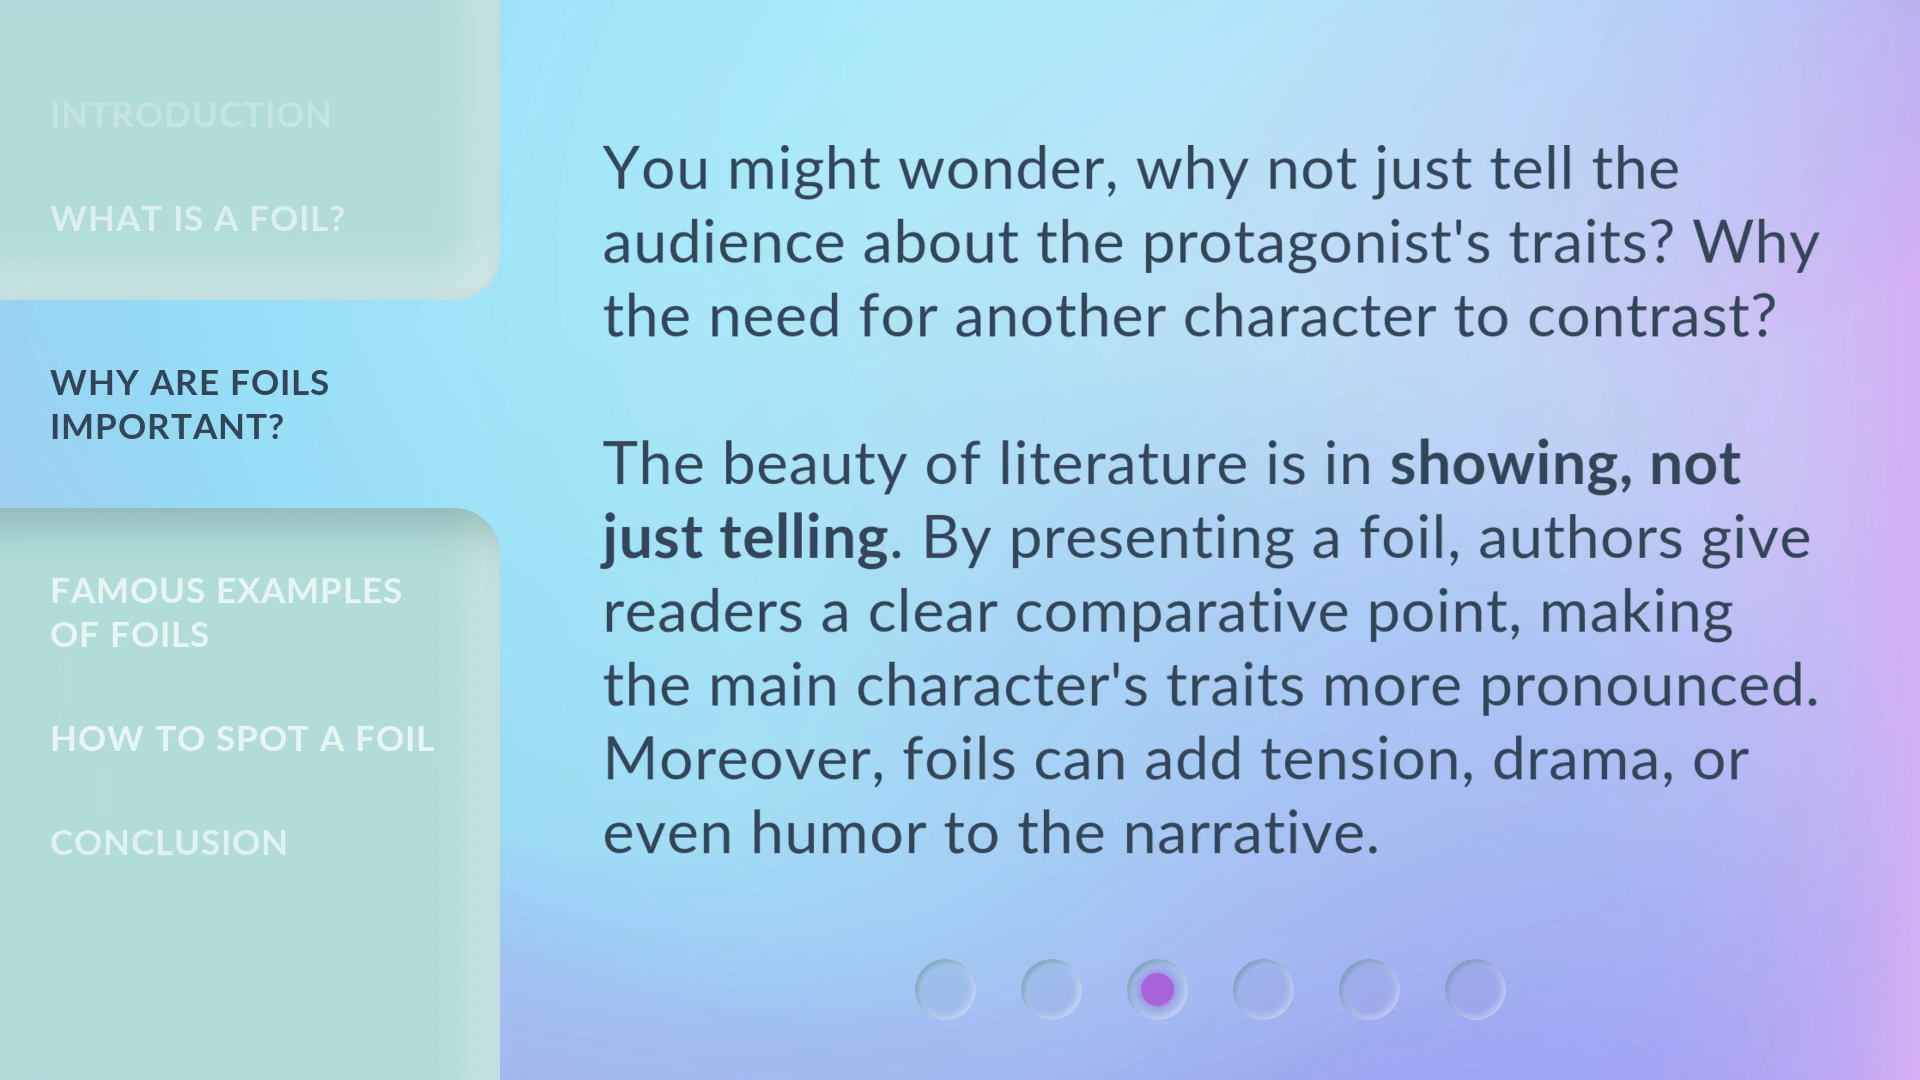 INTRODUCTION
WHAT IS A FOIL?
WHY ARE FOILS
IMPORTANT?
FAMOUS EXAMPLES
OF FOILS
HOW TO SPOT A FOIL
CONCLUSION
You might wonder, why not just tell the
audience about the protagonist's traits? Why
the need for another character to contrast?
The beauty of literature is in showing, not
just telling. By presenting a foil, authors give
readers a clear comparative point, making
the main character's traits more pronounced.
Moreover, foils can add tension, drama, or
even humor to the narrative.